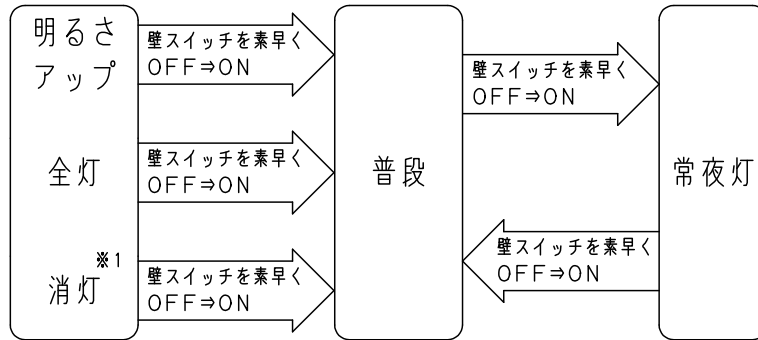 明るさ
アップ
壁スイッチを素早く
OFF⇒ON
全灯
壁スイッチを素早く
OFF⇒ON
※1
消灯
壁スイッチを素早く
OFF⇒ON
普段
壁スイッチを素早く
OFF⇒ON
壁スイッチを素早く
OFF⇒ON
常夜灯